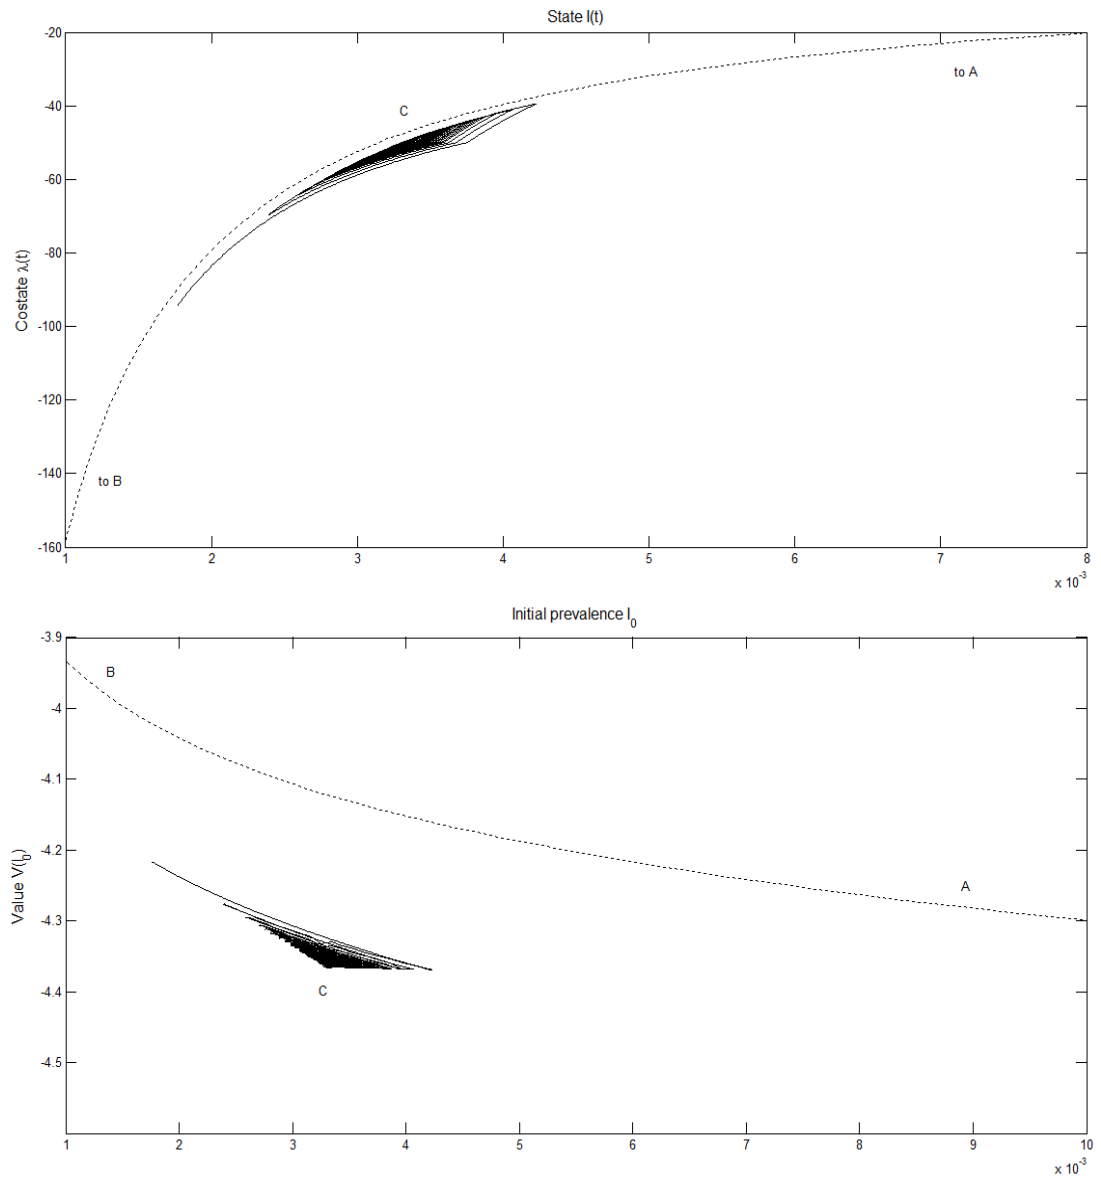 State I(t)
-20
-40
-60
-80
-100
-120
-140
-160
Costate λ(t)
C
to A
to B
1 2 3 4 5 6 7 8
x 10^-3
Initial prevalence I_0
-3.9
-4
-4.1
-4.2
-4.3
-4.4
-4.5
Value V(I_0)
B
A
C
1 2 3 4 5 6 7 8 9 10
x 10^-3